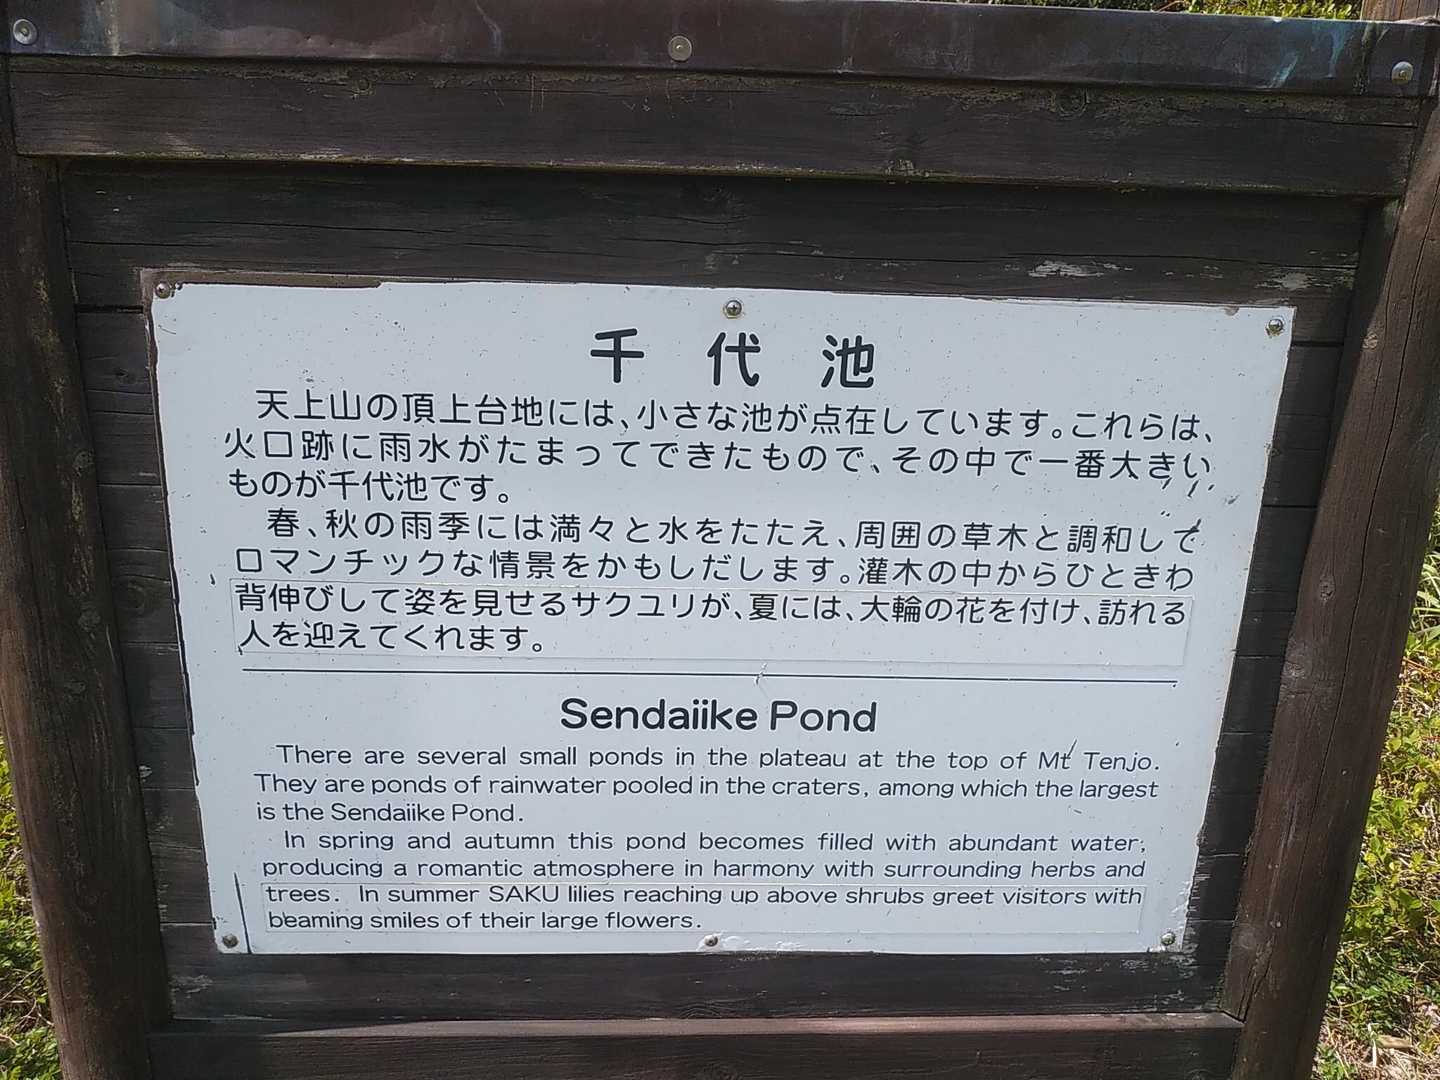 千代池
天上山の頂上台地には、小さな池が点在しています。これらは、
火口跡に雨水がたまってできたもので、その中で一番大きい
ものが千代池です。
春、秋の雨季には満々と水をたたえ、周囲の草木と調和して
ロマンチックな情景をかもしだします。灌木の中からひときわ
背伸びして姿を見せるサクユリが、夏には、大輪の花を付け、訪れる
人を迎えてくれます。
Sendaiike Pond
There are several small ponds in the plateau at the top of Mt Tenjo.
They are ponds of rainwater pooled in the craters, among which the largest
is the Sendaiike Pond.
In spring and autumn this pond becomes filled with abundant water,
producing a romantic atmosphere in harmony with surrounding herbs and
trees. In summer SAKU lilies reaching up above shrubs greet visitors with
beaming smiles of their large flowers.